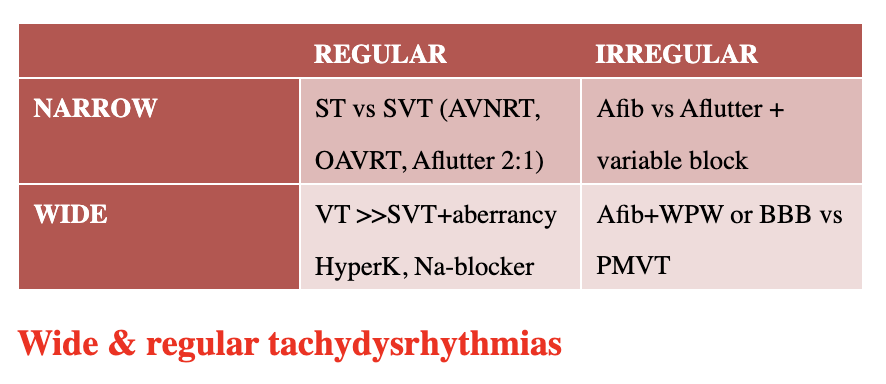 REGULAR IRREGULAR
NARROW ST vs SVT (AVNRT, Afib vs Aflutter +
OAVRT, Aflutter 2:1) variable block
WIDE VT >>SVT+aberrancy Afib+WPW or BBB vs
HyperK, Na-blocker PMVT
Wide & regular tachydysrhythmias